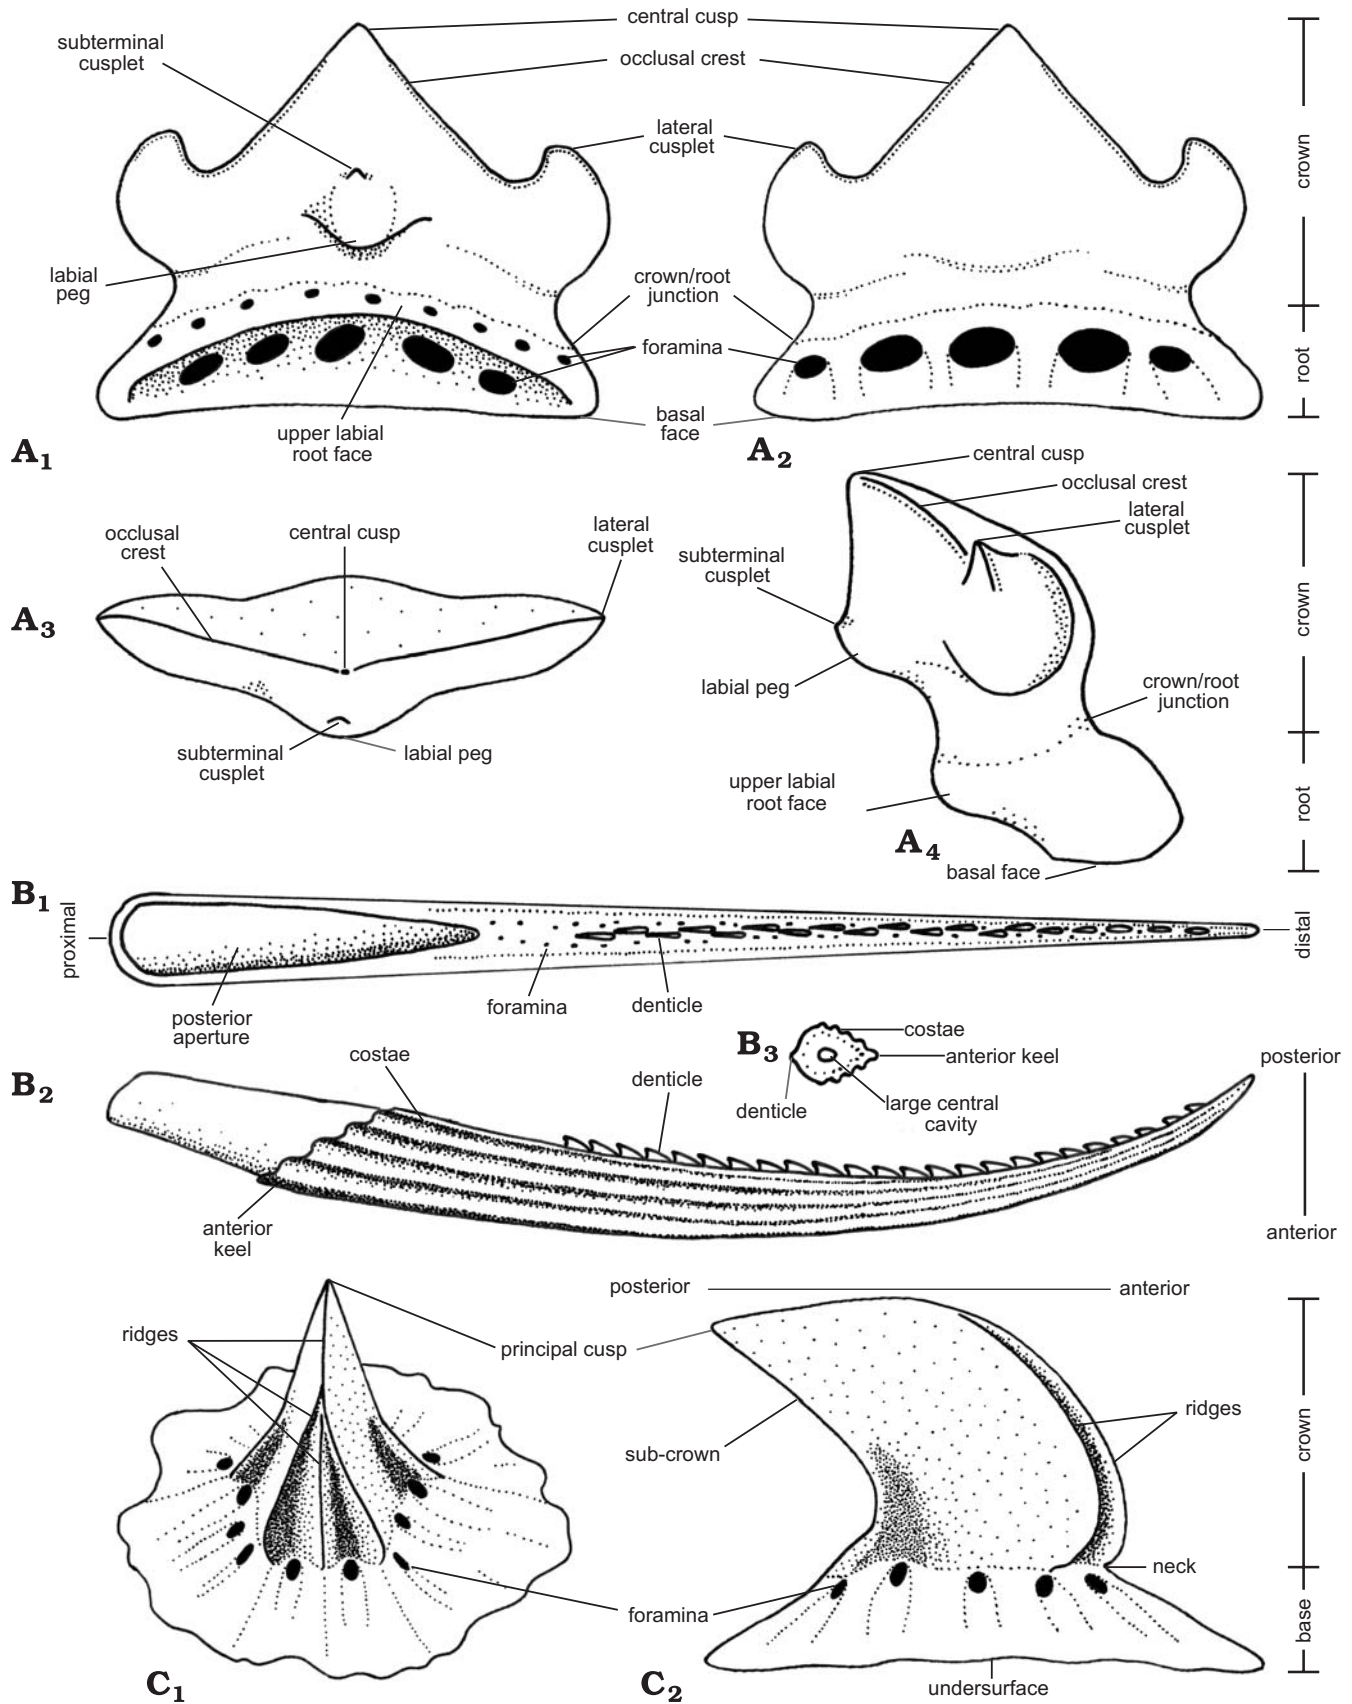 central cusp
subterminal
cusplet
occlusal crest
lateral
cusplet
crown
labial
peg
crown/root
junction
foramina
root
basal
face
upper labial
root face
A1
A2
central cusp
occlusal crest
lateral
cusplet
occlusal
crest
central cusp
lateral
cusplet
subterminal
cusplet
crown
A3
labial peg
crown/root
junction
subterminal
cusplet
labial peg
upper labial
root face
root
A4
basal face
B1
proximal
distal
posterior
aperture
foramina
denticle
B3
costae
anterior keel
denticle
large central
cavity
B2
costae
denticle
posterior
anterior
keel
anterior
posterior
anterior
ridges
principal cusp
ridges
crown
sub-crown
neck
foramina
base
C1
C2
undersurface